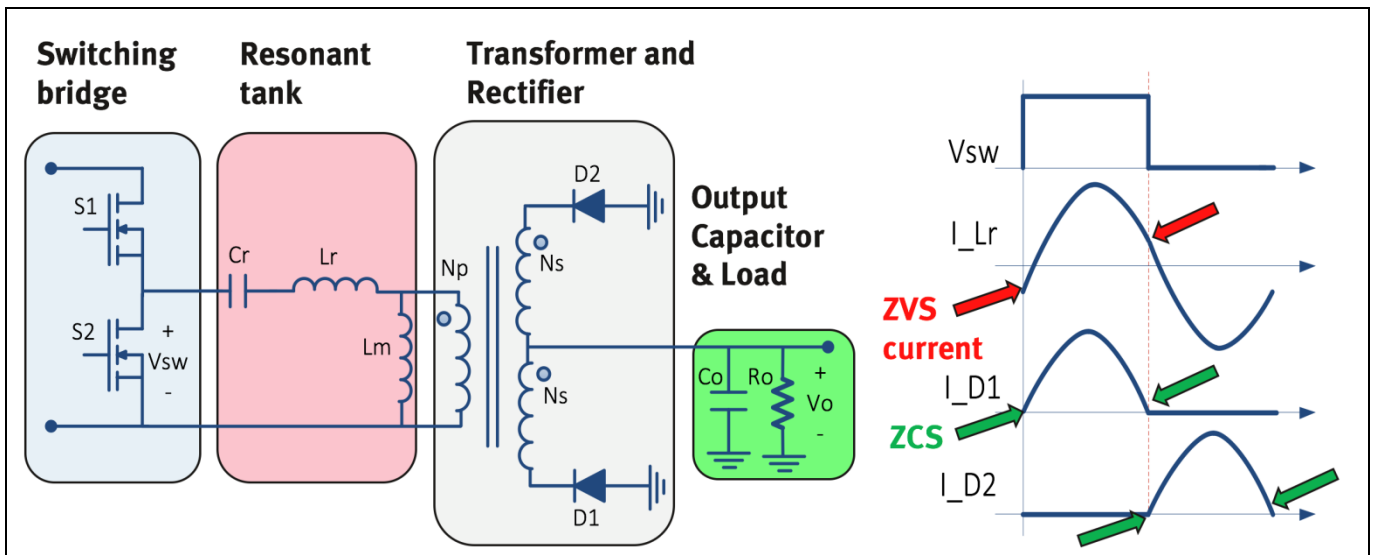 Switching
bridge
Resonant
tank
Transformer and
Rectifier
Output
Capacitor
& Load
S1
S2
+
Vsw
-
Cr
Lr
Lm
Np
D2
Ns
Ns
D1
Co
Ro
+
Vo
-
Vsw
I_Lr
ZVS
current
I_D1
ZCS
I_D2